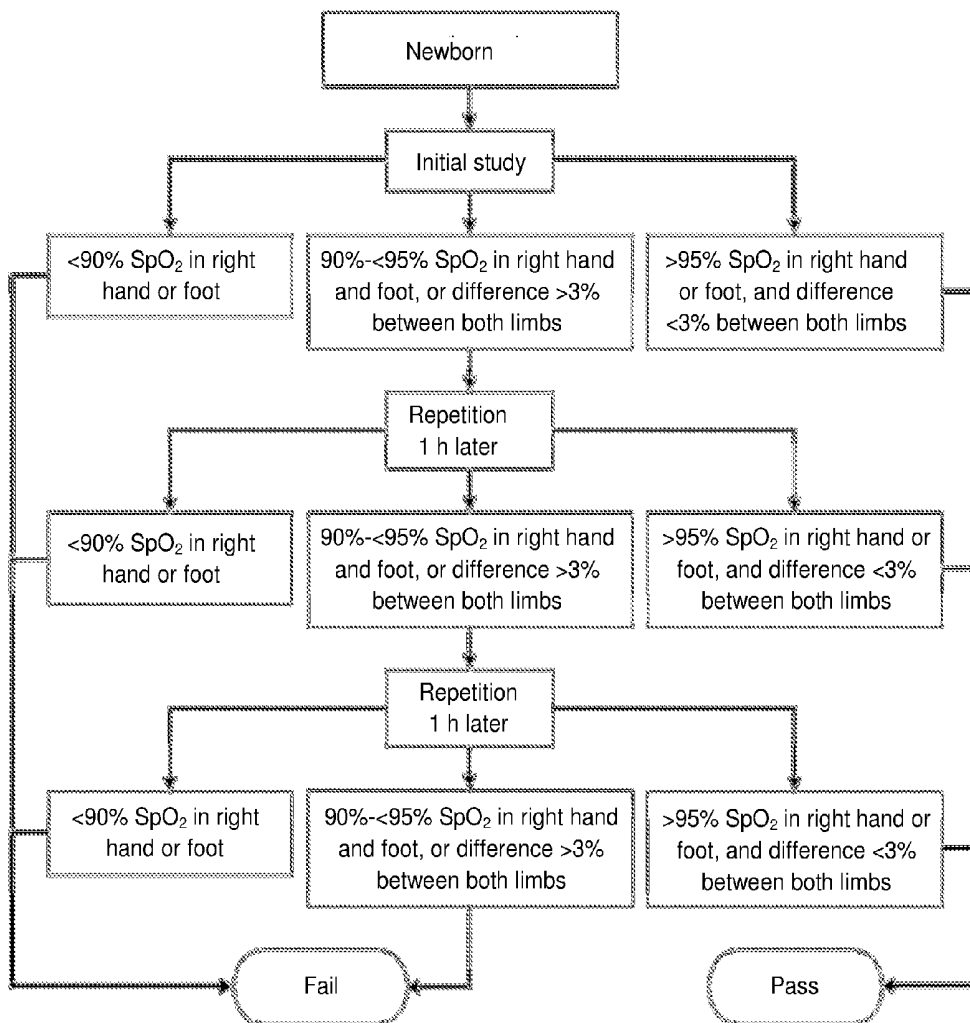 Newborn
Initial study
<90% SpO₂ in right
hand or foot
90%-<95% SpO₂ in right hand
and foot, or difference >3%
between both limbs
>95% SpO₂ in right hand
or foot, and difference
<3% between both limbs
Repetition
1 h later
<90% SpO₂ in right
hand or foot
90%-<95% SpO₂ in right hand
and foot, or difference >3%
between both limbs
>95% SpO₂ in right hand or
foot, and difference <3%
between both limbs
Repetition
1 h later
<90% SpO₂ in right
hand or foot
90%-<95% SpO₂ in right hand
and foot, or difference >3%
between both limbs
>95% SpO₂ in right hand or
foot, and difference <3%
between both limbs
Fail
Pass